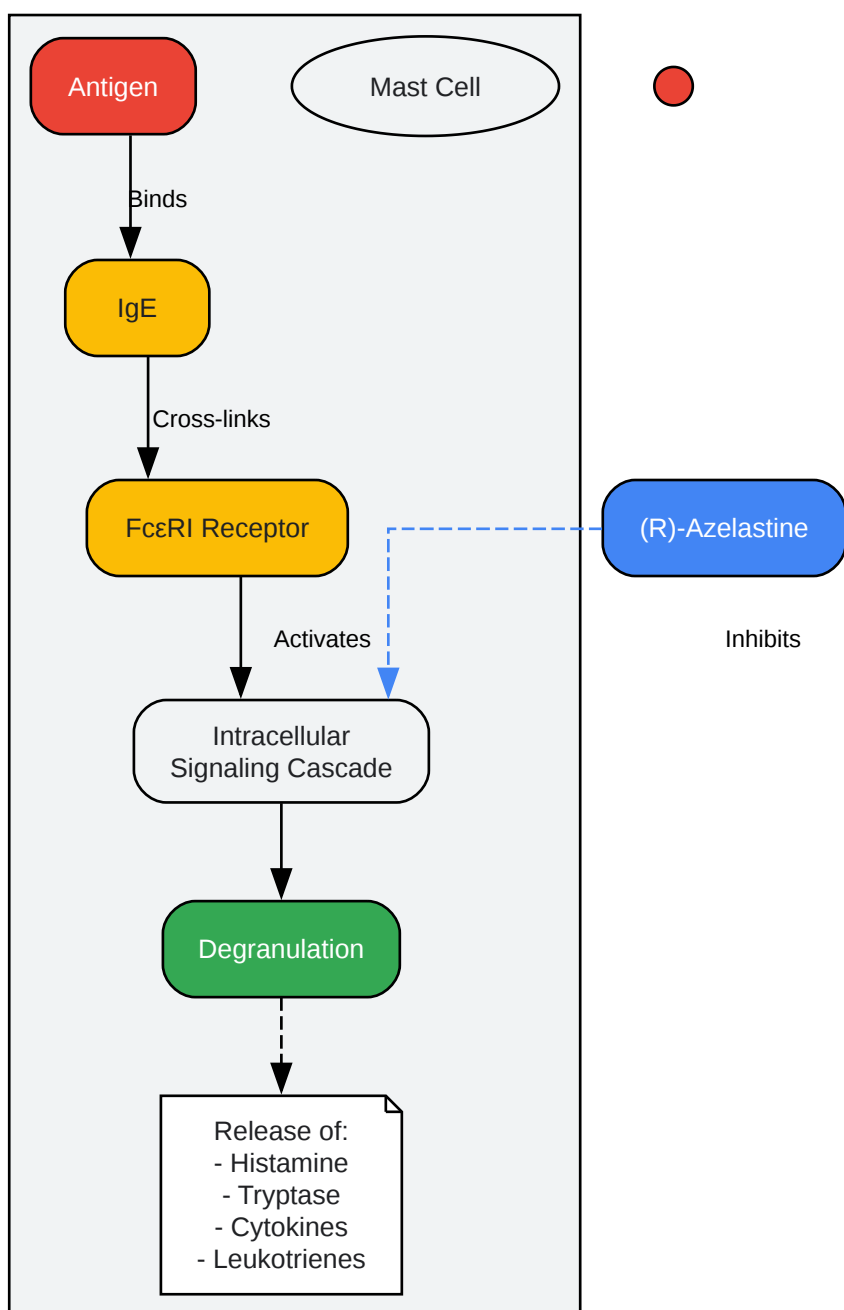 Antigen
Mast Cell
Binds
IgE
Cross-links
FcεRI Receptor
(R)-Azelastine
Activates
Inhibits
Intracellular
Signaling Cascade
Degranulation
Release of:
- Histamine
- Tryptase
- Cytokines
- Leukotrienes